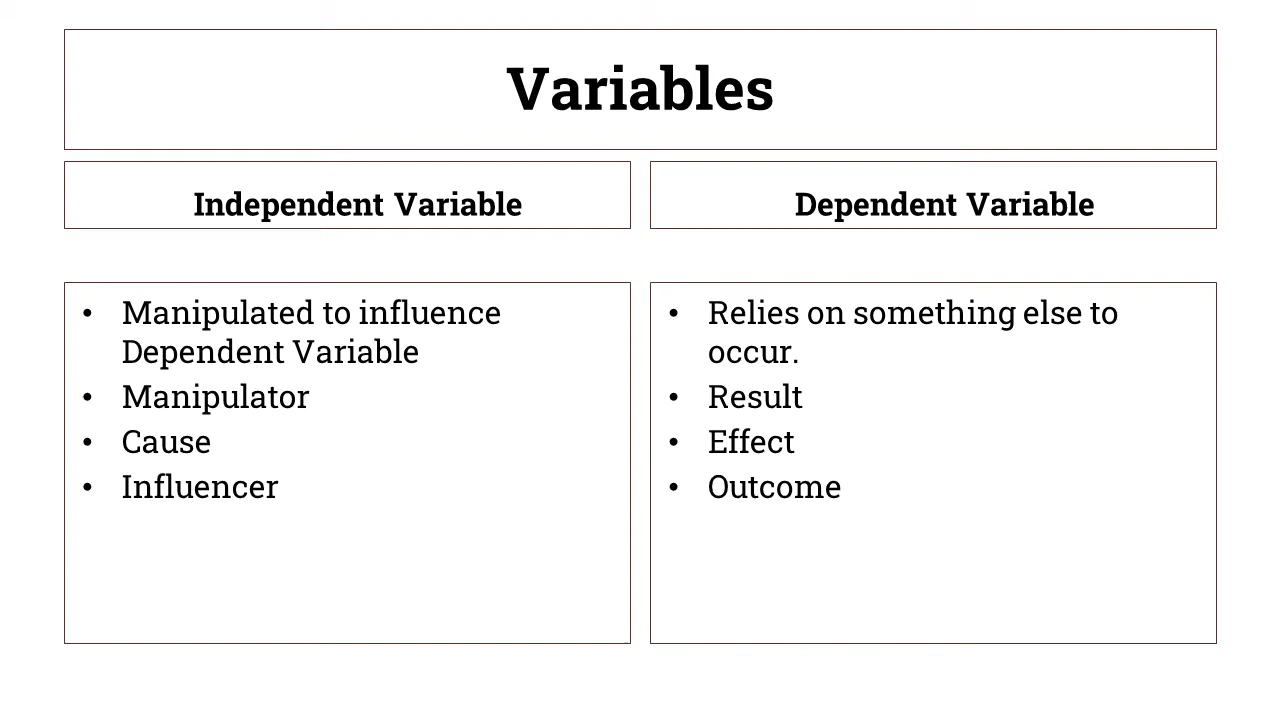 Variables
Independent Variable
Dependent Variable
• Manipulated to influence
Dependent Variable
• Manipulator
• Cause
• Influencer
• Relies on something else to
occur.
• Result
• Effect
• Outcome